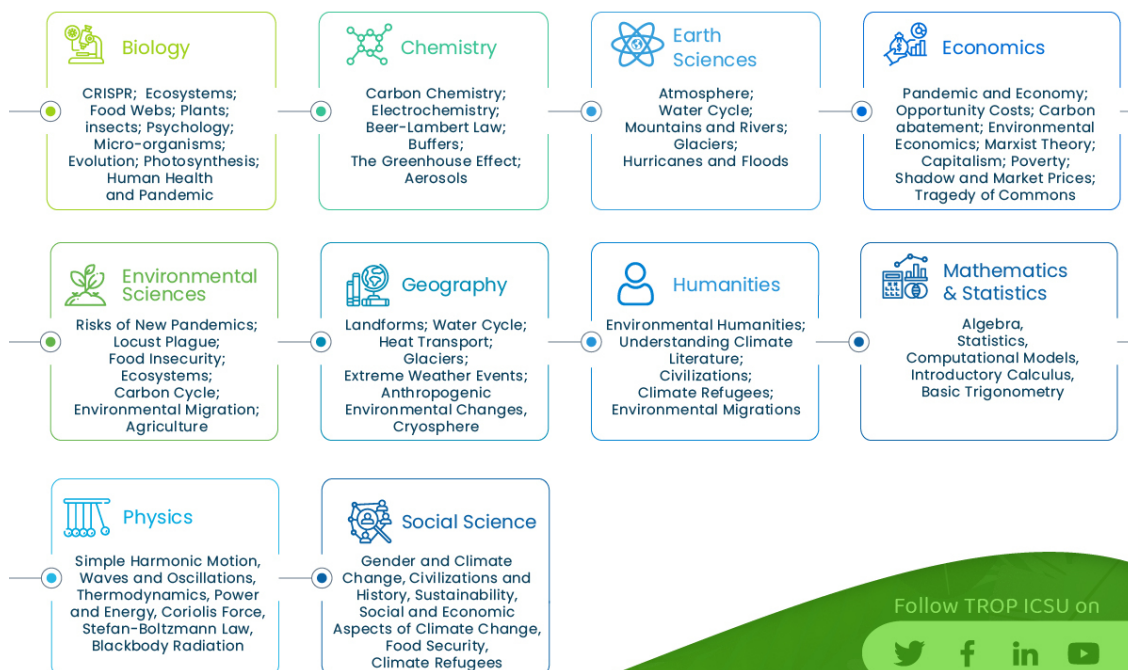 Biology
CRISPR; Ecosystems;
Food Webs; Plants;
insects; Psychology;
Micro-organisms;
Evolution; Photosynthesis;
Human Health
and Pandemic
Chemistry
Carbon Chemistry;
Electrochemistry;
Beer-Lambert Law;
Buffers;
The Greenhouse Effect;
Aerosols
Earth
Sciences
Atmosphere;
Water Cycle;
Mountains and Rivers;
Glaciers;
Hurricanes and Floods
Economics
Pandemic and Economy;
Opportunity Costs; Carbon
abatement; Environmental
Economics; Marxist Theory;
Capitalism; Poverty;
Shadow and Market Prices;
Tragedy of Commons
Environmental
Sciences
Risks of New Pandemics;
Locust Plague;
Food Insecurity;
Ecosystems;
Carbon Cycle;
Environmental Migration;
Agriculture
Geography
Landforms; Water Cycle;
Heat Transport;
Glaciers;
Extreme Weather Events;
Anthropogenic
Environmental Changes,
Cryosphere
Humanities
Environmental Humanities;
Understanding Climate
Literature;
Civilizations;
Climate Refugees;
Environmental Migrations
Mathematics
& Statistics
Algebra,
Statistics,
Computational Models,
Introductory Calculus,
Basic Trigonometry
Physics
Simple Harmonic Motion,
Waves and Oscillations,
Thermodynamics, Power
and Energy, Coriolis Force,
Stefan-Boltzmann Law,
Blackbody Radiation
Social Science
Gender and Climate
Change, Civilizations and
History, Sustainability,
Social and Economic
Aspects of Climate Change,
Food Security,
Climate Refugees
Follow TROP ICSU on